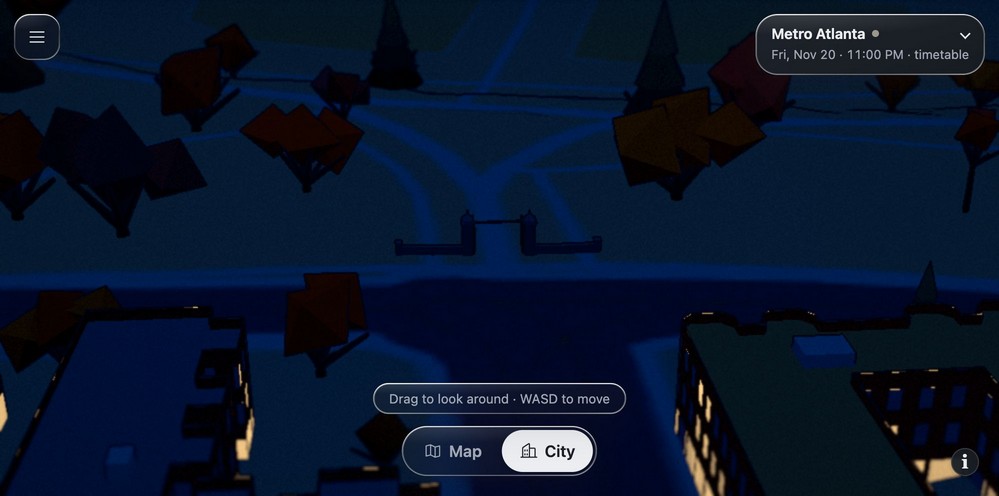 Metro Atlanta
Fri, Nov 20 · 11:00 PM · timetable
Drag to look around · WASD to move
Map
City
i